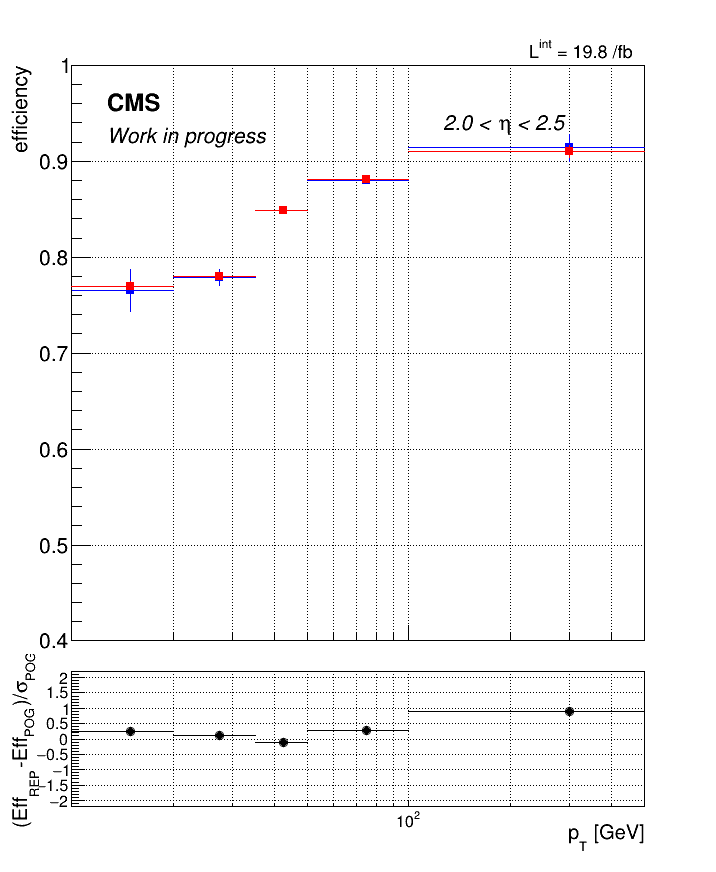 L^int = 19.8 /fb
efficiency
CMS
Work in progress
2.0 < η < 2.5
1
0.9
0.8
0.7
0.6
0.5
0.4
(Eff_REP -Eff_POG)/σ_POG
2
1.5
1
0.5
0
−0.5
−1
−1.5
−2
10^2
p_T [GeV]